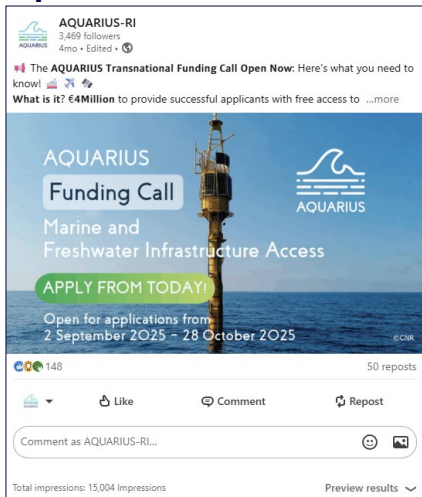 AQUARIUS-RI
3,469 followers
4mo • Edited •
AQUARIUS
The AQUARIUS Transnational Funding Call Open Now: Here's what you need to
know!
What is it? €4Million to provide successful applicants with free access to ...more
AQUARIUS
Funding Call
Marine and
Freshwater Infrastructure Access
APPLY FROM TODAY!
Open for applications from
2 September 2025 – 28 October 2025
AQUARIUS
©CNR
148
50 reposts
Like
Comment
Repost
Comment as AQUARIUS-RI...
Total impressions: 15,004 Impressions
Preview results